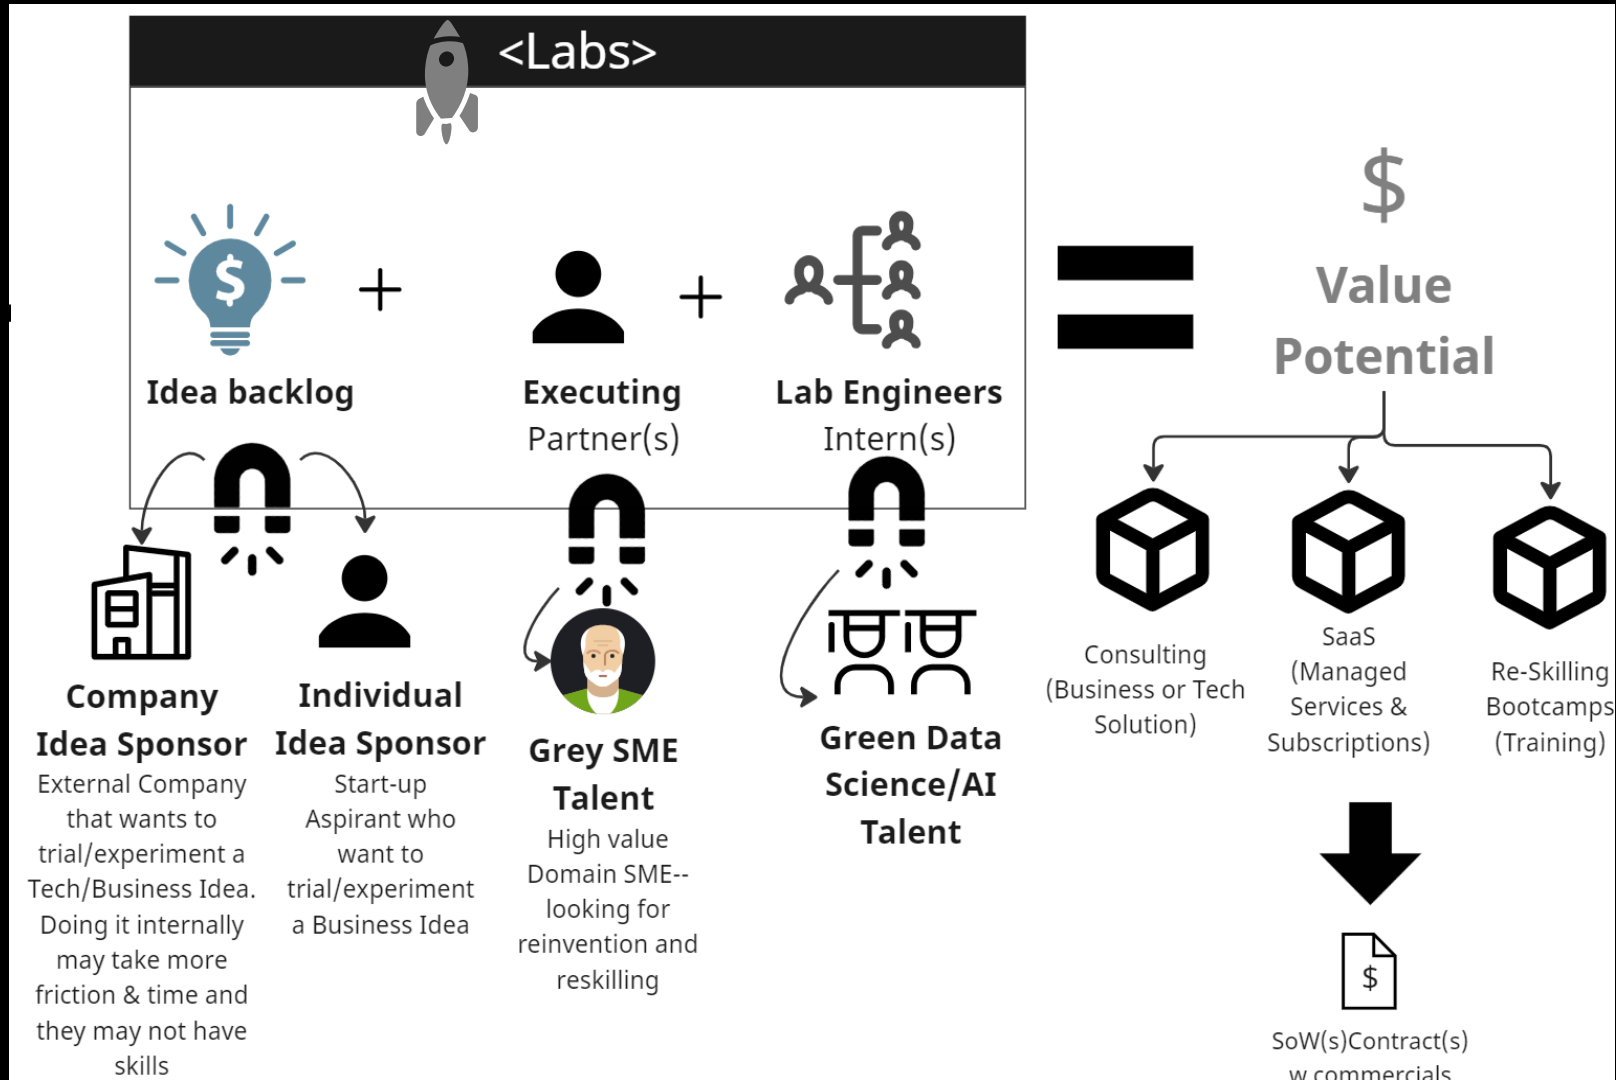 <Labs>
$
Idea backlog
+
Executing
Partner(s)
+
Lab Engineers
Intern(s)
$
Value
Potential
Company
Idea Sponsor
External Company
that wants to
trial/experiment a
Tech/Business Idea.
Doing it internally
may take more
friction & time and
they may not have
skills
Individual
Idea Sponsor
Start-up
Aspirant who
want to
trial/experiment
a Business Idea
Grey SME
Talent
High value
Domain SME--
looking for
reinvention and
reskilling
Green Data
Science/AI
Talent
Consulting
(Business or Tech
Solution)
SaaS
(Managed
Services &
Subscriptions)
Re-Skilling
Bootcamps
(Training)
$
SoW(s)Contract(s)
w commercials